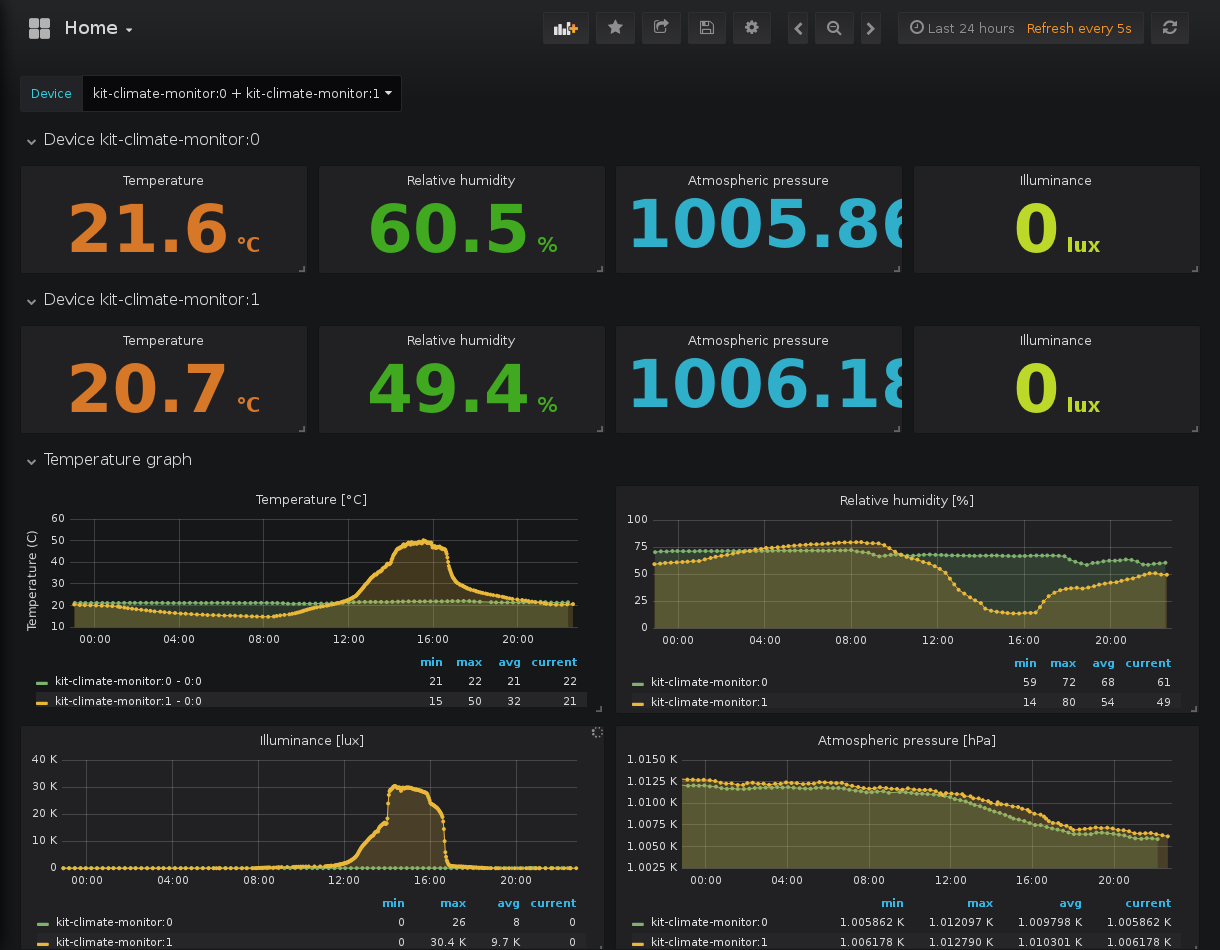 Home
Last 24 hours Refresh every 5s
Device kit-climate-monitor:0 + kit-climate-monitor:1
Device kit-climate-monitor:0
Temperature Relative humidity Atmospheric pressure Illuminance
21.6 °C 60.5 % 1005.86 0 lux
Device kit-climate-monitor:1
Temperature Relative humidity Atmospheric pressure Illuminance
20.7 °C 49.4 % 1006.18 0 lux
Temperature graph
Temperature [°C]
Temperature (C)
60
50
40
30
20
10
00:00 04:00 08:00 12:00 16:00 20:00
min max avg current
kit-climate-monitor:0 - 0:0 21 22 21 22
kit-climate-monitor:1 - 0:0 15 50 32 21
Relative humidity [%]
100
75
50
25
0
00:00 04:00 08:00 12:00 16:00 20:00
min max avg current
kit-climate-monitor:0 59 72 68 61
kit-climate-monitor:1 14 80 54 49
Illuminance [lux]
40 K
30 K
20 K
10 K
0
00:00 04:00 08:00 12:00 16:00 20:00
min max avg current
kit-climate-monitor:0 0 26 8 0
kit-climate-monitor:1 0 30.4 K 9.7 K 0
Atmospheric pressure [hPa]
1.0150 K
1.0125 K
1.0100 K
1.0075 K
1.0050 K
1.0025 K
00:00 04:00 08:00 12:00 16:00 20:00
min max avg current
kit-climate-monitor:0 1.005862 K 1.012097 K 1.009798 K 1.005862 K
kit-climate-monitor:1 1.006178 K 1.012790 K 1.010301 K 1.006178 K